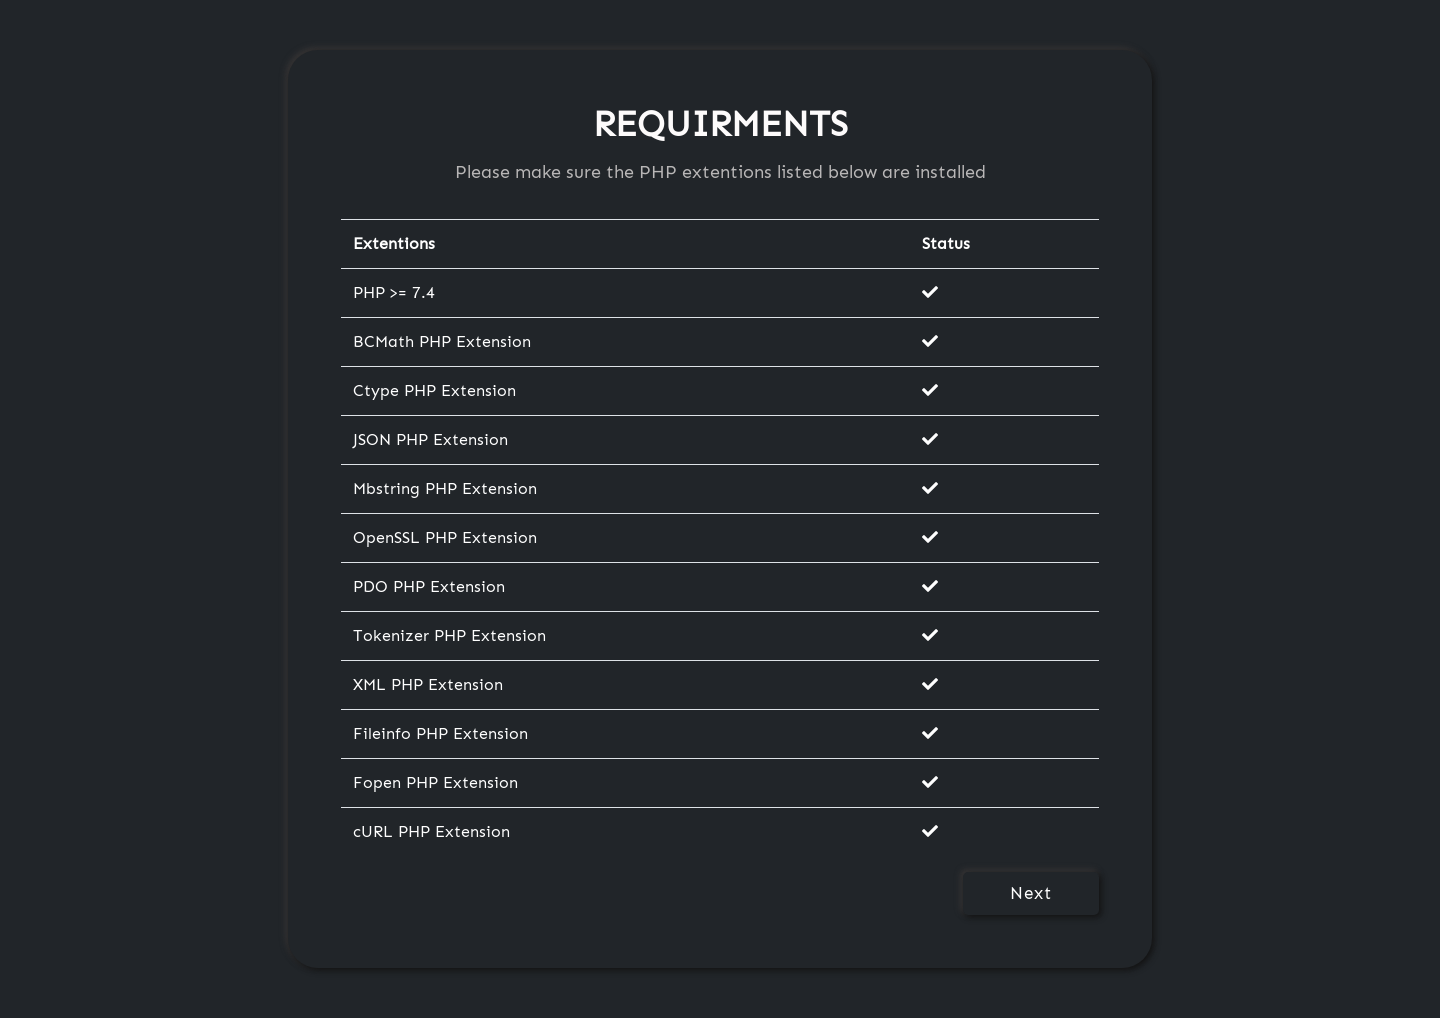 REQUIRMENTS
Please make sure the PHP extentions listed below are installed
Extentions Status
PHP >= 7.4
BCMath PHP Extension
Ctype PHP Extension
JSON PHP Extension
Mbstring PHP Extension
OpenSSL PHP Extension
PDO PHP Extension
Tokenizer PHP Extension
XML PHP Extension
Fileinfo PHP Extension
Fopen PHP Extension
cURL PHP Extension
Next